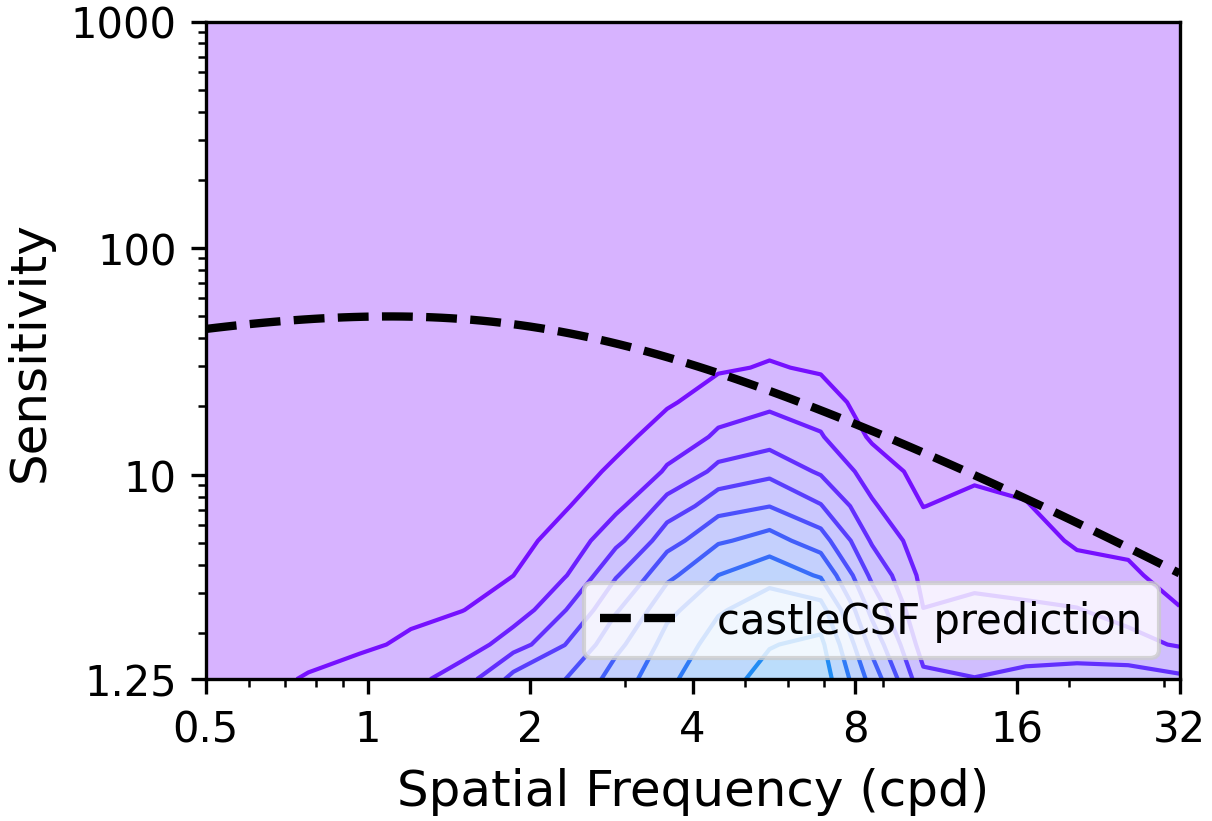 1000
100
10
1.25
Sensitivity
castleCSF prediction
0.5 1 2 4 8 16 32
Spatial Frequency (cpd)